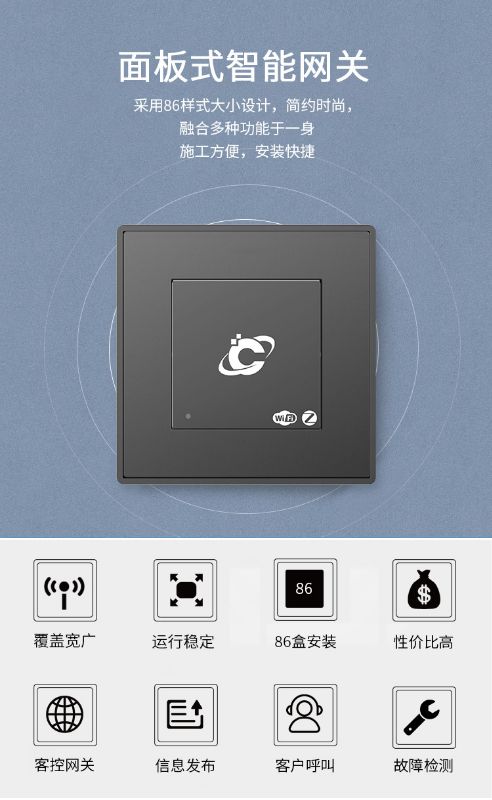 面板式智能网关
采用86样式大小设计，简约时尚，
融合多种功能于一身
施工方便，安装快捷
C
WiFi Z
86
覆盖宽广 运行稳定 86盒安装 性价比高
$
客控网关 信息发布 客户呼叫 故障检测